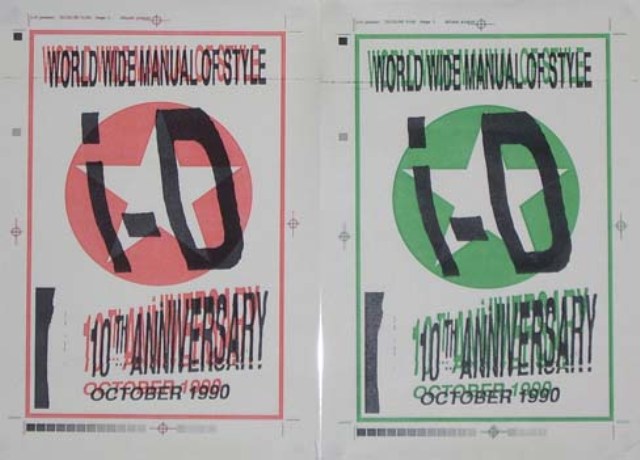 WORLD WIDE MANUAL OF STYLE
i-D
10TH ANNIVERSARY
OCTOBER 1990
WORLD WIDE MANUAL OF STYLE
i-D
10TH ANNIVERSARY
OCTOBER 1990